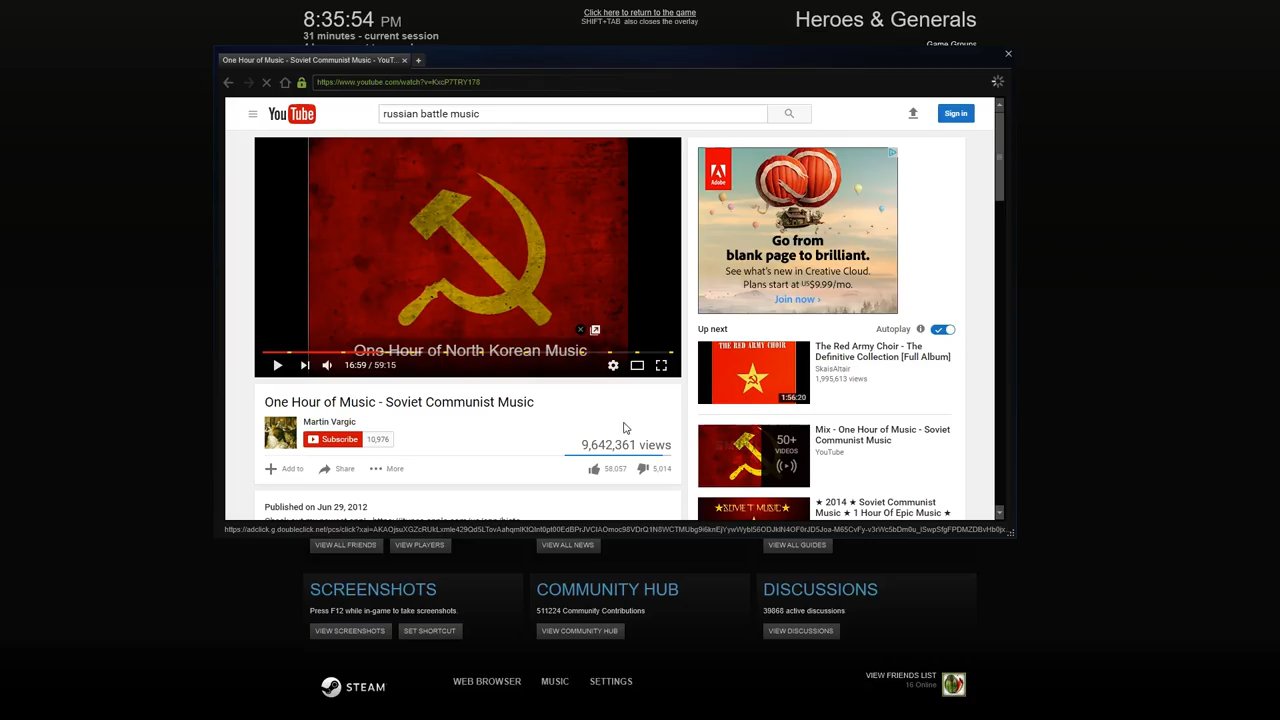 8:35:54 PM
31 minutes - current session
Click here to return to the game
SHIFT+TAB also closes the overlay
Heroes & Generals
Game Groups
One Hour of Music - Soviet Communist Music - YouT...
https://www.youtube.com/watch?v=KxcP7TRY178
YouTube
russian battle music
Sign in
Adobe
Go from
blank page to brilliant.
See what's new in Creative Cloud.
Plans start at US$9.99/mo.
Join now ›
One Hour of North Korean Music
16:59 / 59:15
Up next
Autoplay
THE RED ARMY CHOIR
1:56:20
The Red Army Choir - The
Definitive Collection [Full Album]
SkaisAltair
1,995,613 views
One Hour of Music - Soviet Communist Music
Martin Vargic
Subscribe
10,976
9,642,361 views
Add to
Share
More
58,057
5,014
50+
VIDEOS
Mix - One Hour of Music - Soviet
Communist Music
YouTube
Published on Jun 29, 2012
★SOVIET MUSIC★
★ 2014 ★ Soviet Communist
Music ★ 1 Hour Of Epic Music ★
VIEW ALL FRIENDS
VIEW PLAYERS
VIEW ALL NEWS
VIEW ALL GUIDES
SCREENSHOTS
Press F12 while in-game to take screenshots.
VIEW SCREENSHOTS
SET SHORTCUT
COMMUNITY HUB
511224 Community Contributions
VIEW COMMUNITY HUB
DISCUSSIONS
39868 active discussions
VIEW DISCUSSIONS
STEAM
WEB BROWSER
MUSIC
SETTINGS
VIEW FRIENDS LIST
16 Online